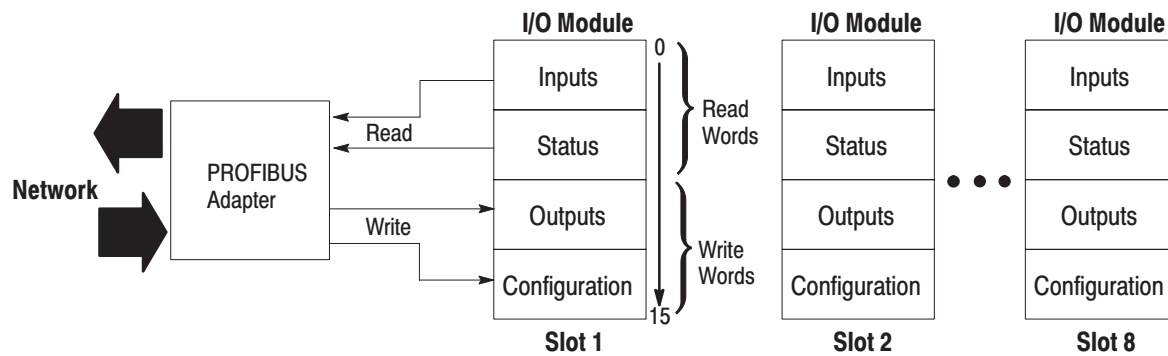 I/O Module
I/O Module
I/O Module
0
Inputs
Status
Outputs
Configuration
15
Slot 1
Read
Words
Write
Words
Network
PROFIBUS
Adapter
Read
Write
Inputs
Status
Outputs
Configuration
Slot 2
Inputs
Status
Outputs
Configuration
Slot 8